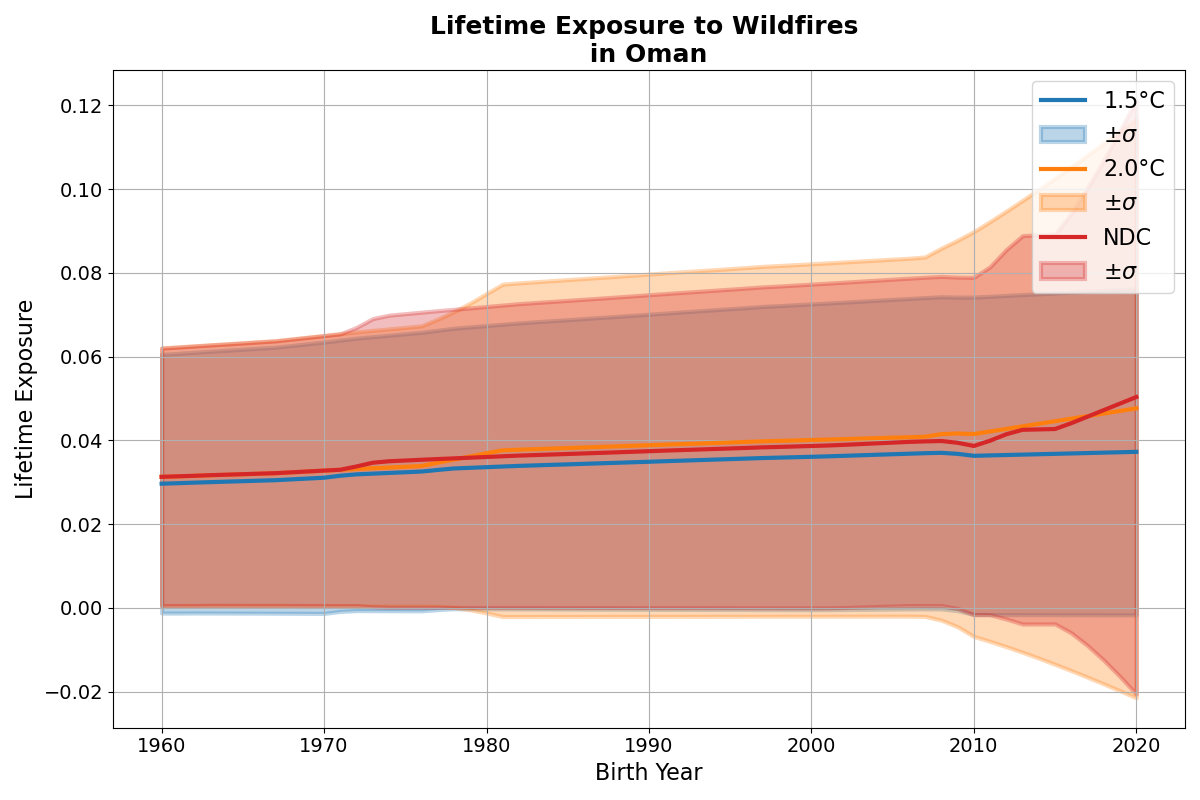 Lifetime Exposure to Wildfires
in Oman
Lifetime Exposure
0.12
0.10
0.08
0.06
0.04
0.02
0.00
−0.02
1960
1970
1980
1990
2000
2010
2020
Birth Year
1.5°C
±σ
2.0°C
±σ
NDC
±σ